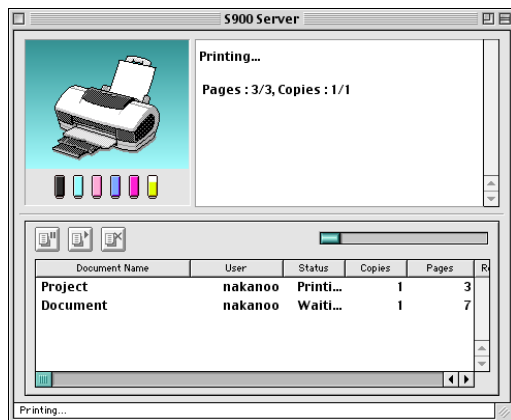 S900 Server
Printing...
Pages : 3/3, Copies : 1/1
Document Name User Status Copies Pages
Project nakanoo Printi... 1 3
Document nakanoo Waiti... 1 7
Printing...